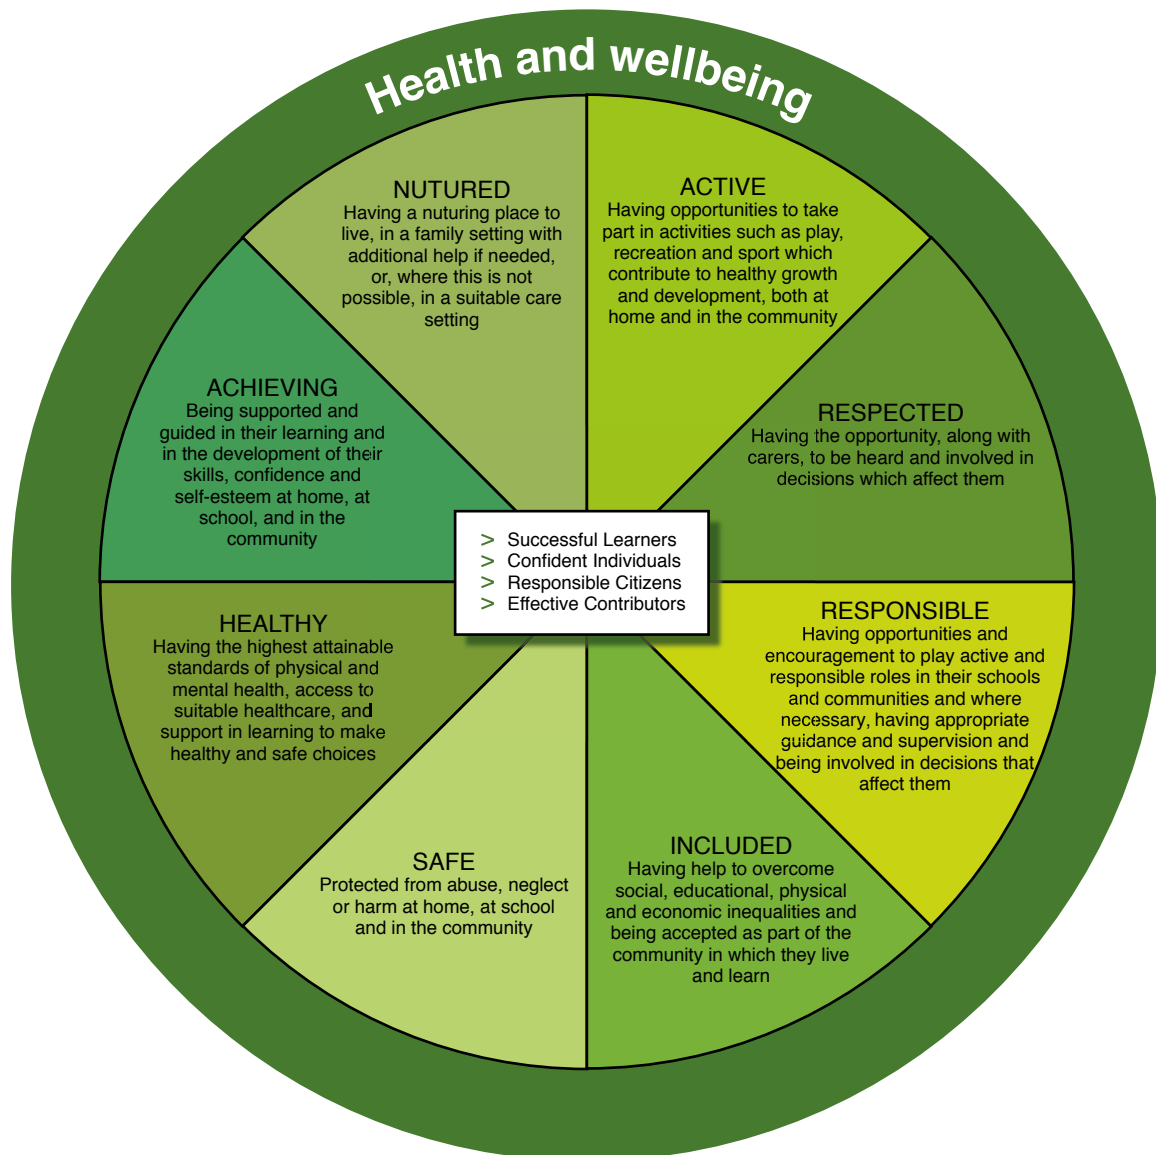 Health and wellbeing
NUTURED
Having a nuturing place to
live, in a family setting with
additional help if needed,
or, where this is not
possible, in a suitable care
setting
ACTIVE
Having opportunities to take
part in activities such as play,
recreation and sport which
contribute to healthy growth
and development, both at
home and in the community
ACHIEVING
Being supported and
guided in their learning and
in the development of their
skills, confidence and
self-esteem at home, at
school, and in the
community
RESPECTED
Having the opportunity, along with
carers, to be heard and involved in
decisions which affect them
> Successful Learners
> Confident Individuals
> Responsible Citizens
> Effective Contributors
HEALTHY
Having the highest attainable
standards of physical and
mental health, access to
suitable healthcare, and
support in learning to make
healthy and safe choices
RESPONSIBLE
Having opportunities and
encouragement to play active and
responsible roles in their schools
and communities and where
necessary, having appropriate
guidance and supervision and
being involved in decisions that
affect them
SAFE
Protected from abuse, neglect
or harm at home, at school
and in the community
INCLUDED
Having help to overcome
social, educational, physical
and economic inequalities and
being accepted as part of the
community in which they live
and learn